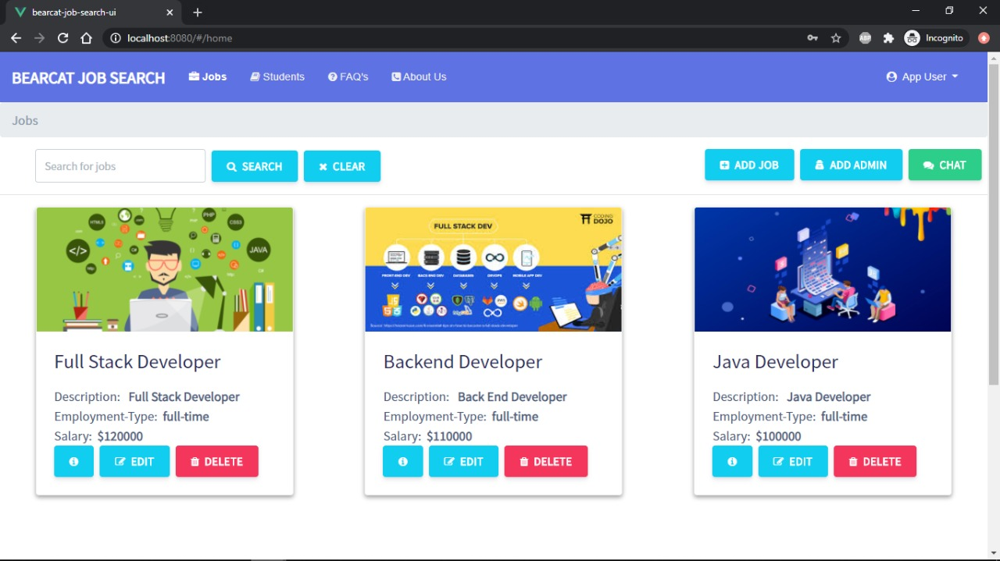 bearcat-job-search-ui
localhost:8080/#/home
ABP
Incognito
BEARCAT JOB SEARCH
Jobs
Students
FAQ's
About Us
App User
Jobs
Search for jobs
SEARCH
CLEAR
ADD JOB
ADD ADMIN
CHAT
HTML5
PHP
CSS3
</>
JAVA
C#
http
C#
FULL STACK DEV
CODING
DOJO
FRONT-END DEV
BACK-END DEV
DATABASES
DEVOPS
MOBILE APP DEV
Full Stack Developer
Description: Full Stack Developer
Employment-Type: full-time
Salary: $120000
EDIT
DELETE
Backend Developer
Description: Back End Developer
Employment-Type: full-time
Salary: $110000
EDIT
DELETE
Java Developer
Description: Java Developer
Employment-Type: full-time
Salary: $100000
EDIT
DELETE